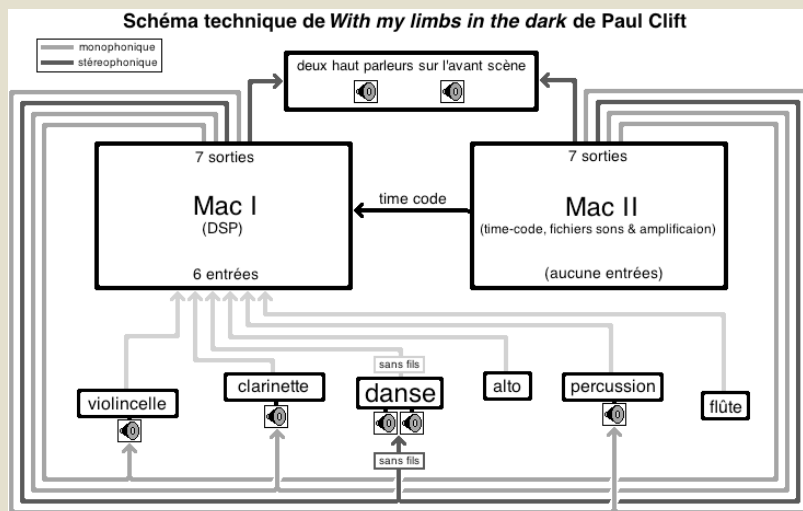 Schéma technique de With my limbs in the dark de Paul Clift
monophonique
stéreophonique
deux haut parleurs sur l'avant scène
7 sorties
Mac I
(DSP)
6 entrées
time code
7 sorties
Mac II
(time-code, fichiers sons & amplificaion)
(aucune entrées)
sans fils
violincelle
clarinette
danse
alto
percussion
flûte
sans fils